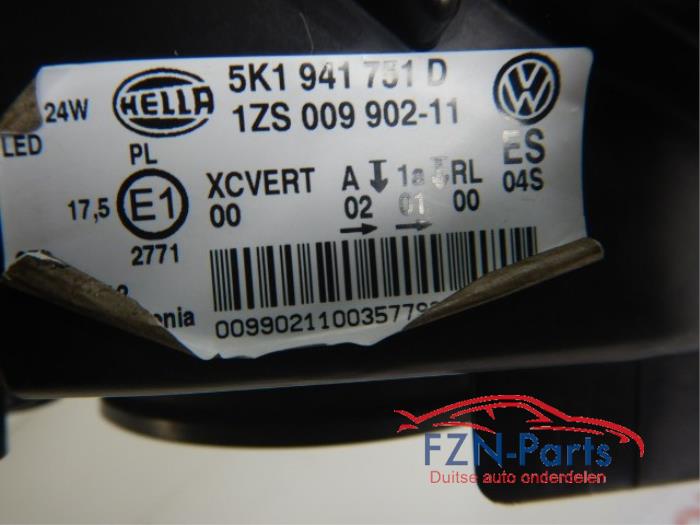 24W HELLA 5K1 941 751 D
LED 1ZS 009 902-11
PL ES
17,5 E1 XCVERT A 1a RL 04S
00 02 01 00
2771
onia 00990211003577
FZN-Parts
Duitse auto onderdelen